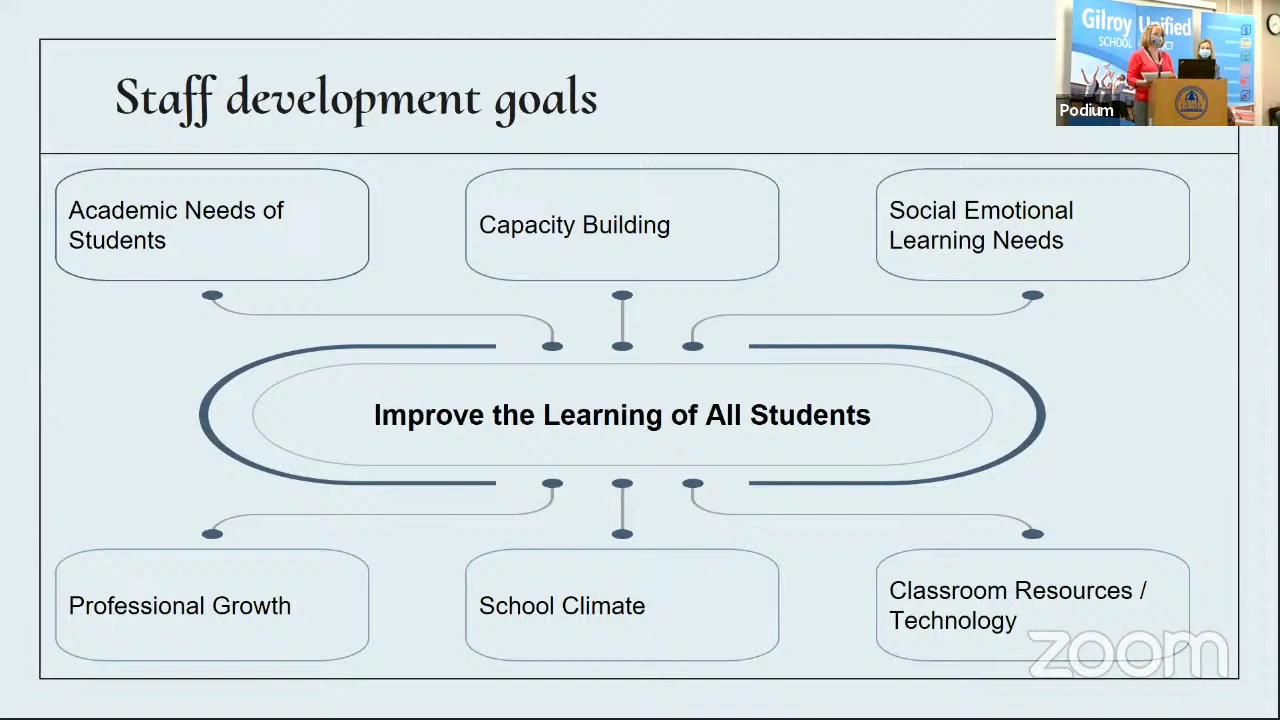 Staff development goals
Gilroy Unified
SCHOOL
Podium
Academic Needs of
Students
Capacity Building
Social Emotional
Learning Needs
Improve the Learning of All Students
Professional Growth
School Climate
Classroom Resources /
Technology
zoom